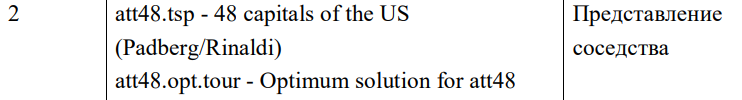 2
att48.tsp - 48 capitals of the US
(Padberg/Rinaldi)
att48.opt.tour - Optimum solution for att48
Представление
соседства